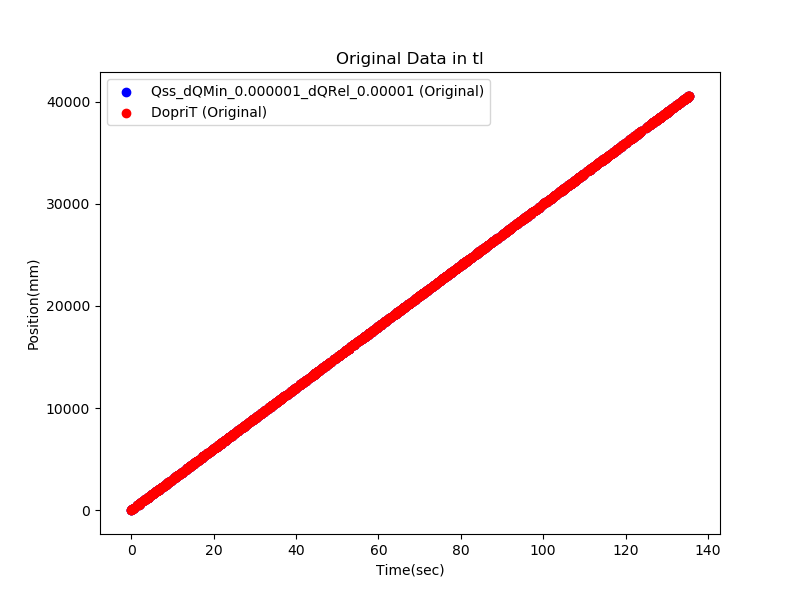 Original Data in tl
Qss_dQMin_0.000001_dQRel_0.00001 (Original)
DopriT (Original)
40000
30000
20000
10000
0
Position(mm)
0 20 40 60 80 100 120 140
Time(sec)